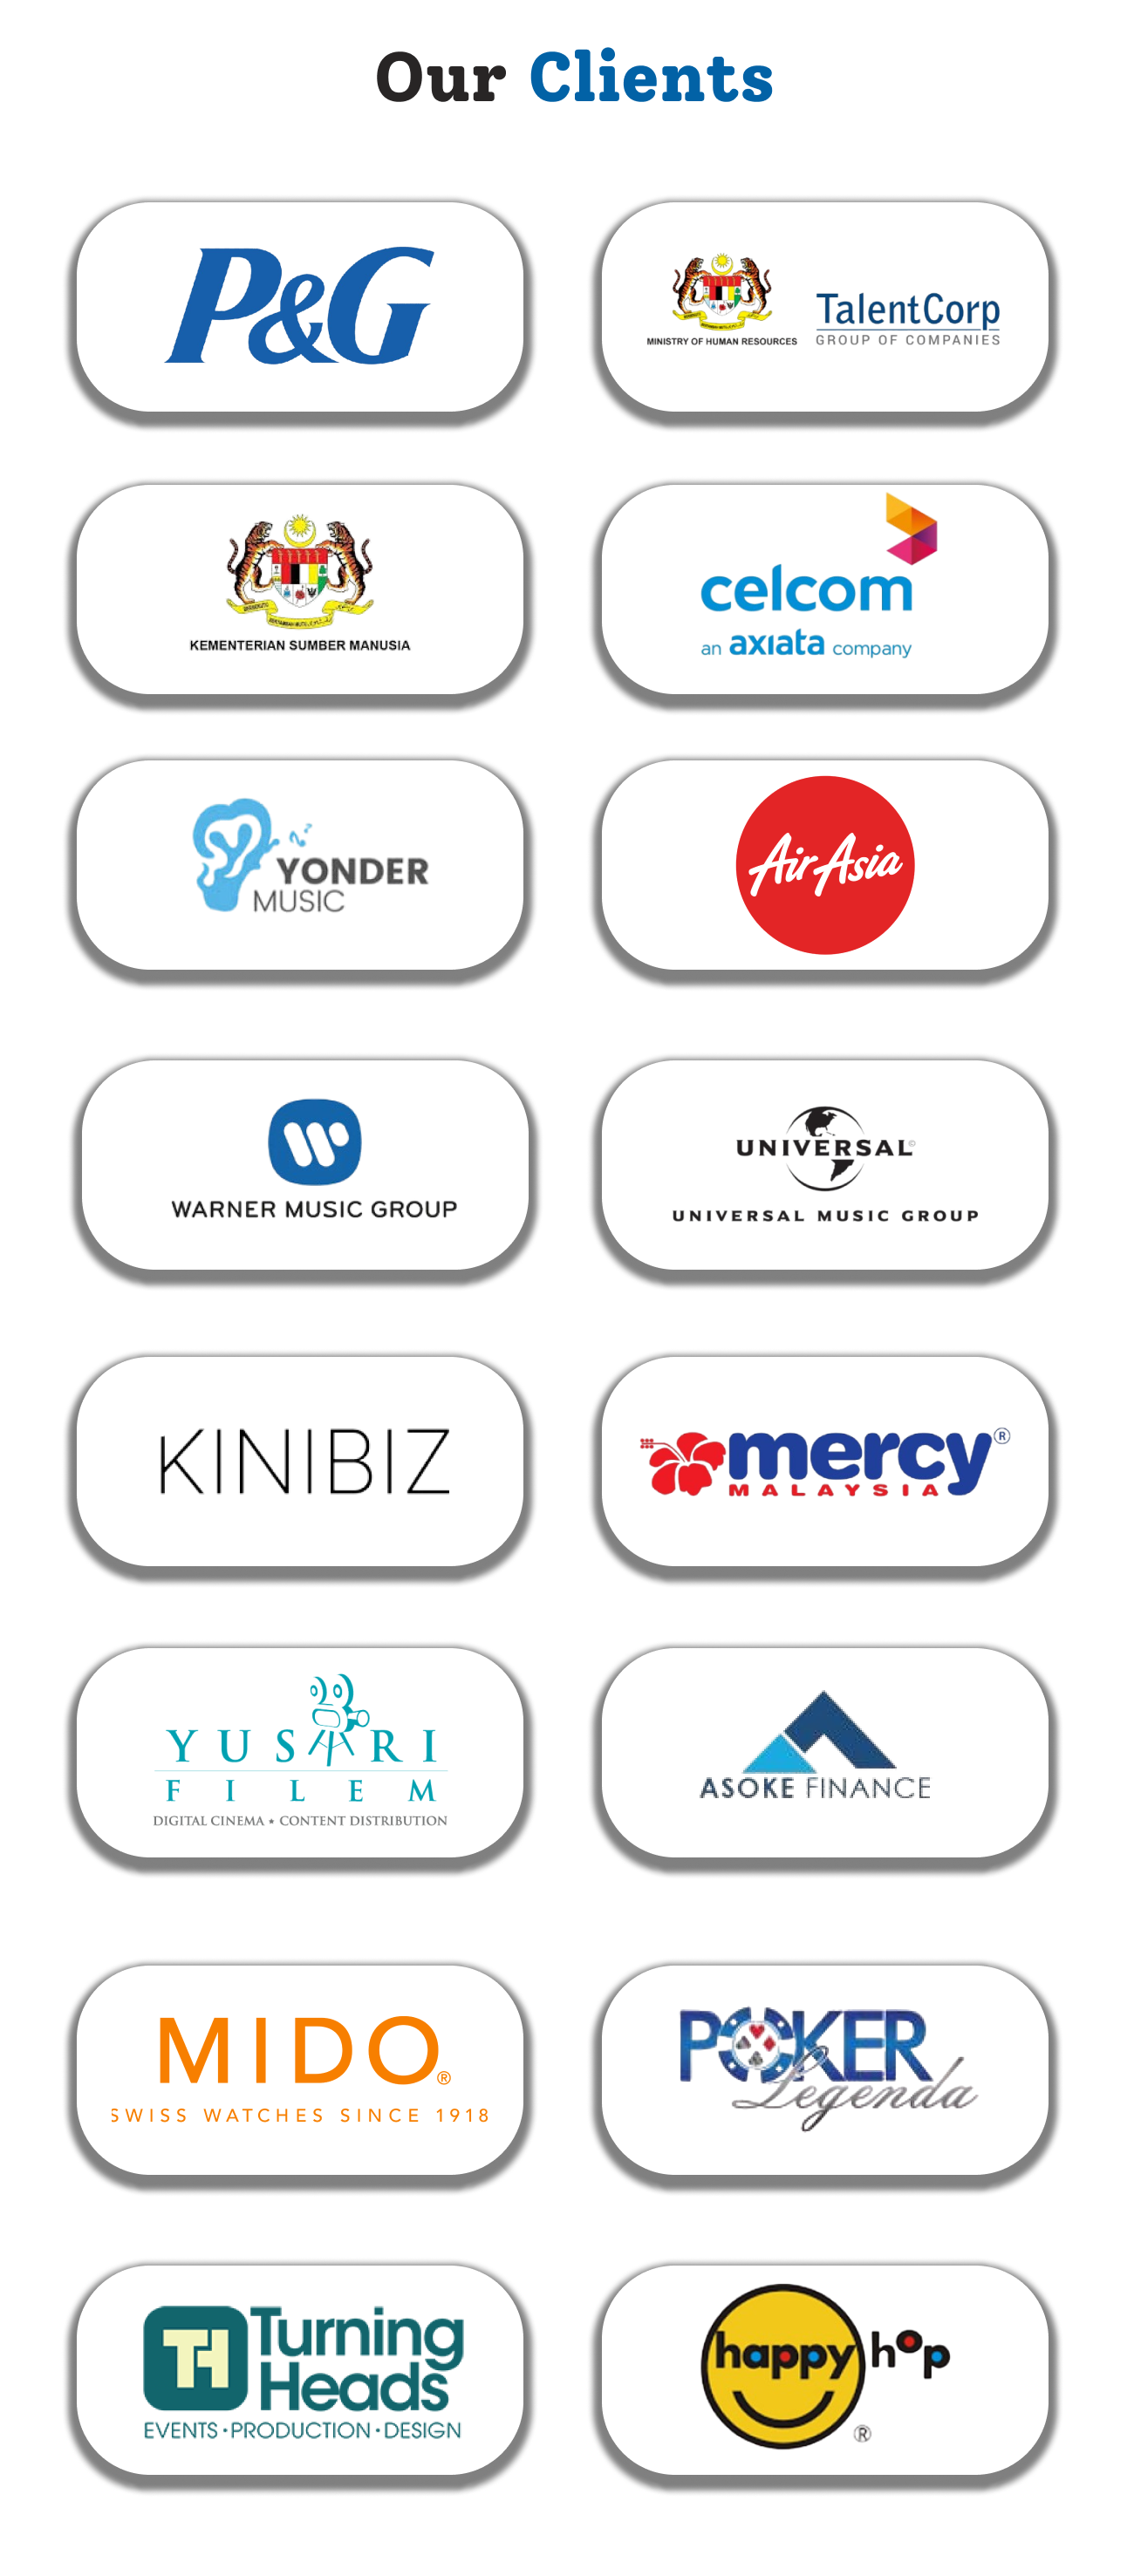 Our Clients
P&G
MINISTRY OF HUMAN RESOURCES
TalentCorp
GROUP OF COMPANIES
KEMENTERIAN SUMBER MANUSIA
celcom
an axiata company
YONDER
MUSIC
AirAsia
WARNER MUSIC GROUP
UNIVERSAL©
UNIVERSAL MUSIC GROUP
KINIBIZ
mercy®
MALAYSIA
YUSARI
FILEM
DIGITAL CINEMA ★ CONTENT DISTRIBUTION
ASOKE FINANCE
MIDO®
SWISS WATCHES SINCE 1918
POKER
Legenda
TH Turning
Heads
EVENTS • PRODUCTION • DESIGN
happy hop
®